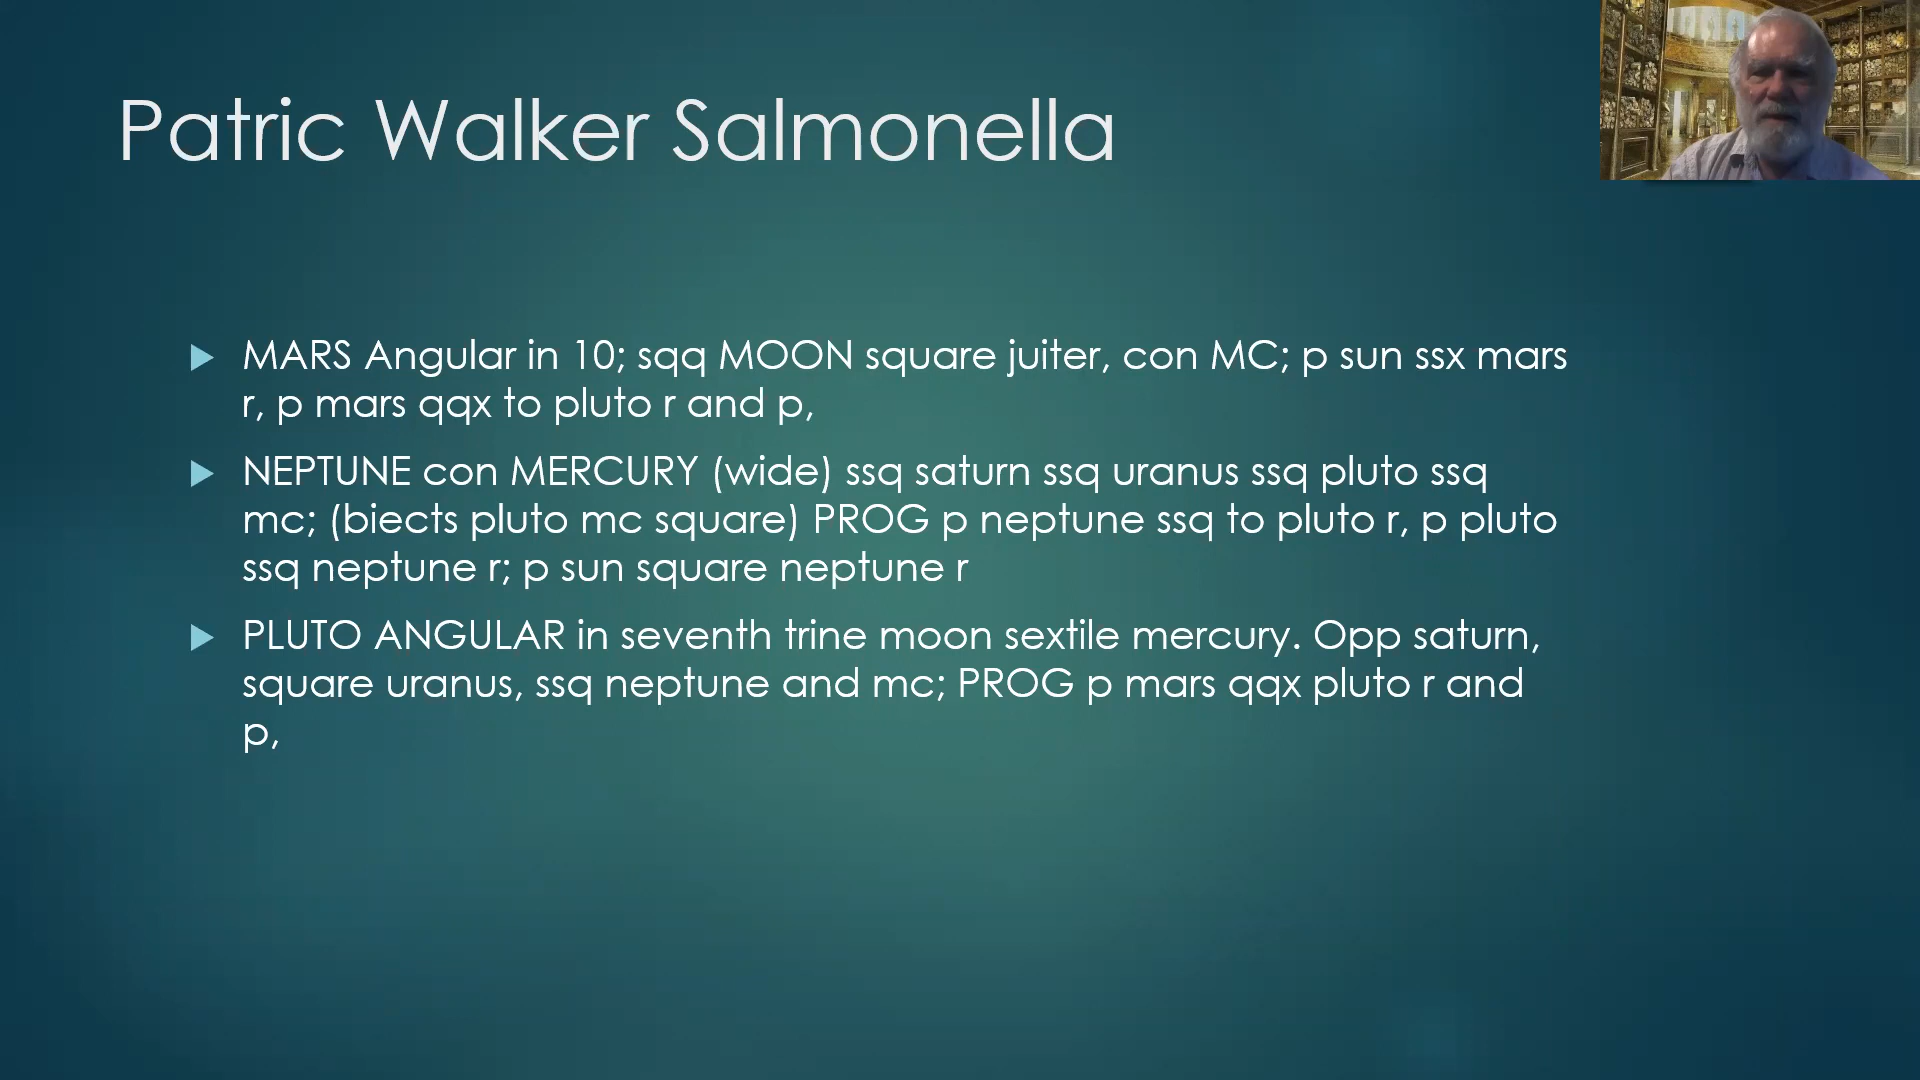 Patric Walker Salmonella
MARS Angular in 10; sqq MOON square juiter, con MC; p sun ssx mars
r, p mars qqx to pluto r and p,
NEPTUNE con MERCURY (wide) ssq saturn ssq uranus ssq pluto ssq
mc; (biects pluto mc square) PROG p neptune ssq to pluto r, p pluto
ssq neptune r; p sun square neptune r
PLUTO ANGULAR in seventh trine moon sextile mercury. Opp saturn,
square uranus, ssq neptune and mc; PROG p mars qqx pluto r and
p,